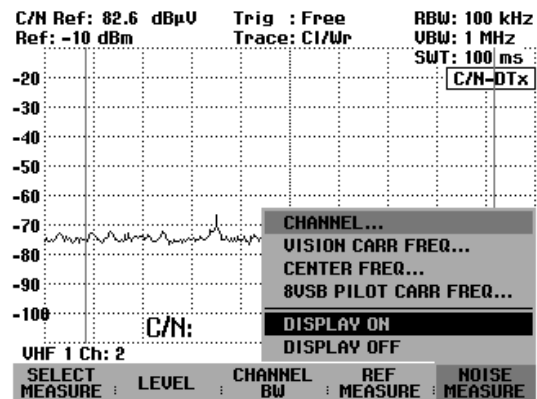 C/N Ref: 82.6 dBµV Trig : Free RBW: 100 kHz
Ref: -10 dBm Trace: Cl/Wr VBW: 1 MHz
SWT: 100 ms
C/N-DTx
-20
-30
-40
-50
-60
-70
-80
-90
-100
CHANNEL...
VISION CARR FREQ...
CENTER FREQ...
8VSB PILOT CARR FREQ...
DISPLAY ON
DISPLAY OFF
C/N:
VHF 1 Ch: 2
SELECT MEASURE : LEVEL CHANNEL BW : REF MEASURE : NOISE MEASURE